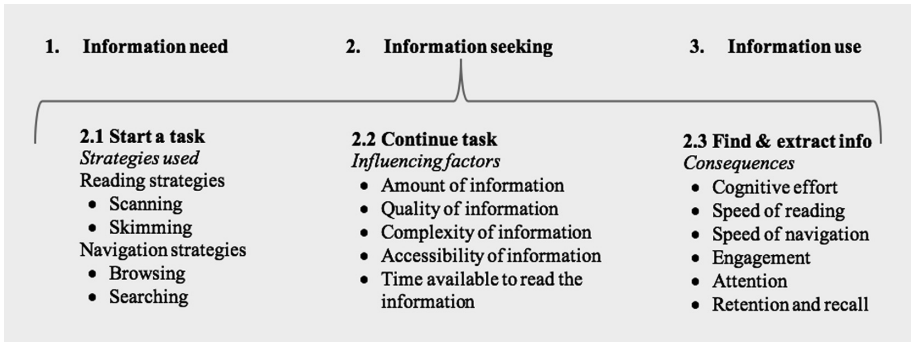 1. Information need
2. Information seeking
3. Information use
2.1 Start a task
Strategies used
Reading strategies
• Scanning
• Skimming
Navigation strategies
• Browsing
• Searching
2.2 Continue task
Influencing factors
• Amount of information
• Quality of information
• Complexity of information
• Accessibility of information
• Time available to read the
information
2.3 Find & extract info
Consequences
• Cognitive effort
• Speed of reading
• Speed of navigation
• Engagement
• Attention
• Retention and recall